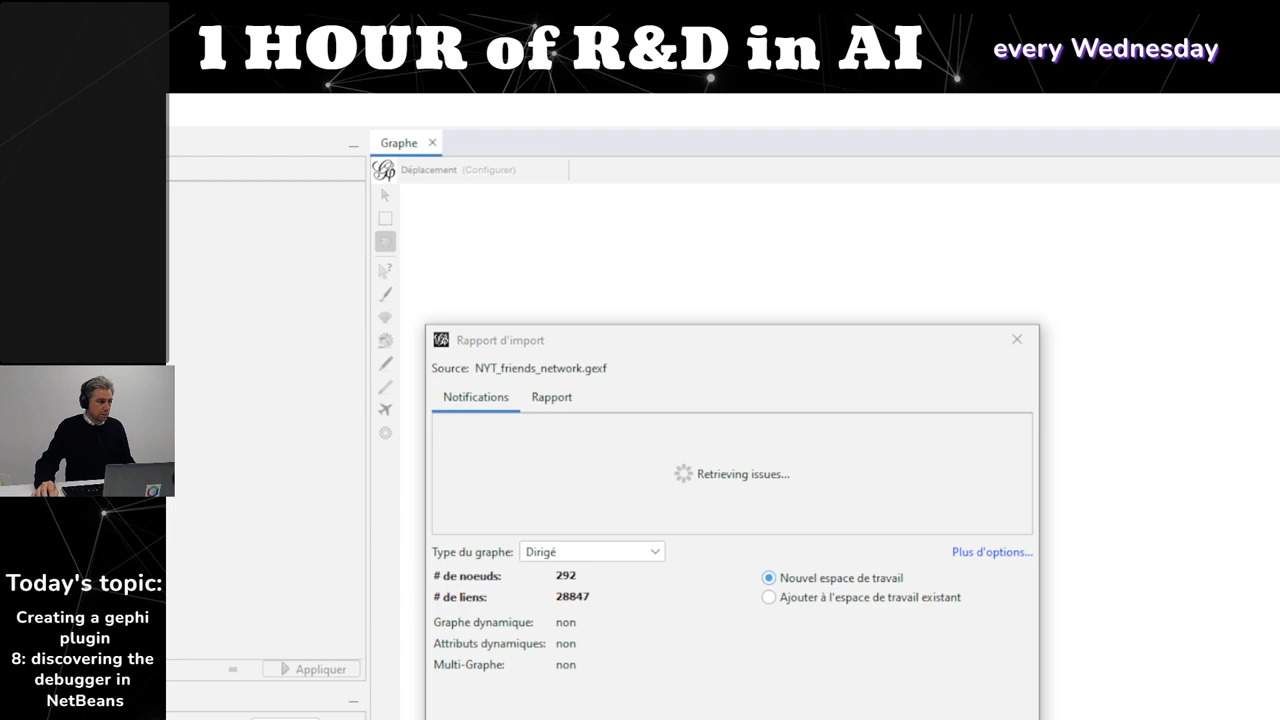 1 HOUR of R&D in AI
every Wednesday
Graphe
Déplacement (Configurer)
Rapport d'import
Source: NYT_friends_network.gexf
Notifications Rapport
Retrieving issues...
Type du graphe: Dirigé Plus d'options...
# de noeuds: 292 Nouvel espace de travail
# de liens: 28847 Ajouter à l'espace de travail existant
Graphe dynamique: non
Attributs dynamiques: non
Multi-Graphe: non
Appliquer
Today's topic:
Creating a gephi
plugin
8: discovering the
debugger in
NetBeans